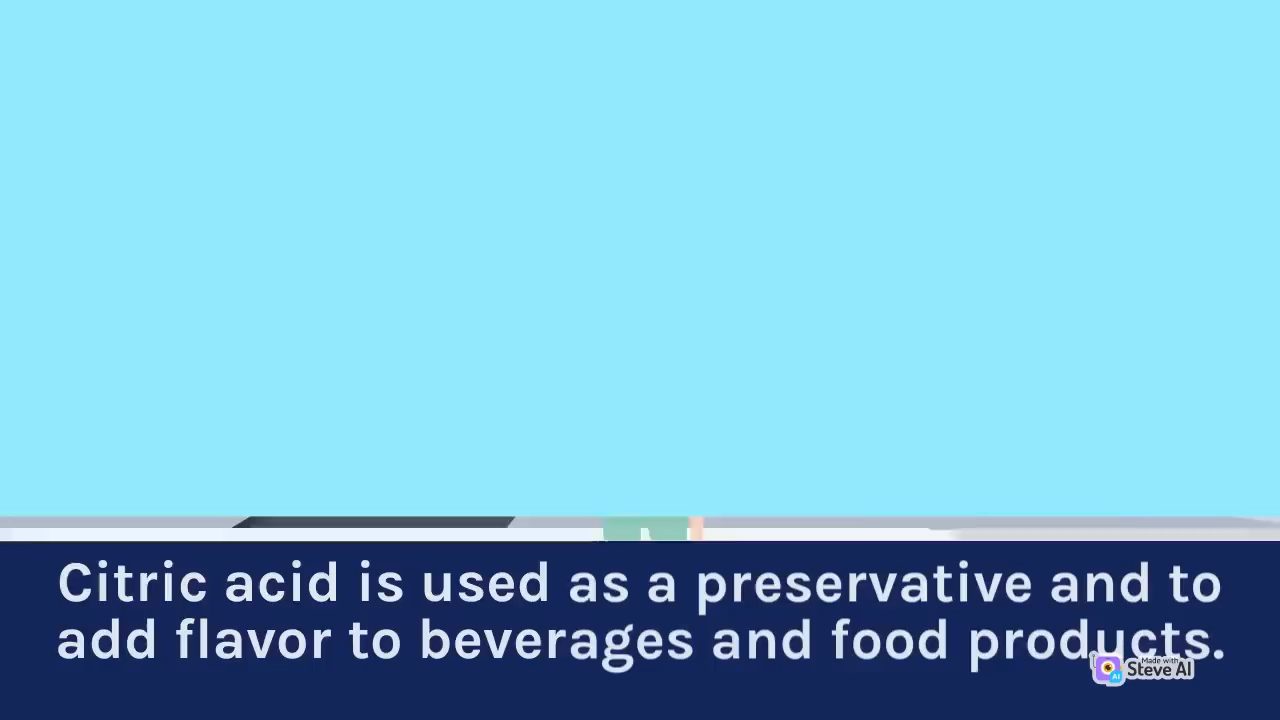 Citric acid is used as a preservative and to
add flavor to beverages and food products.
Made with
Steve AI